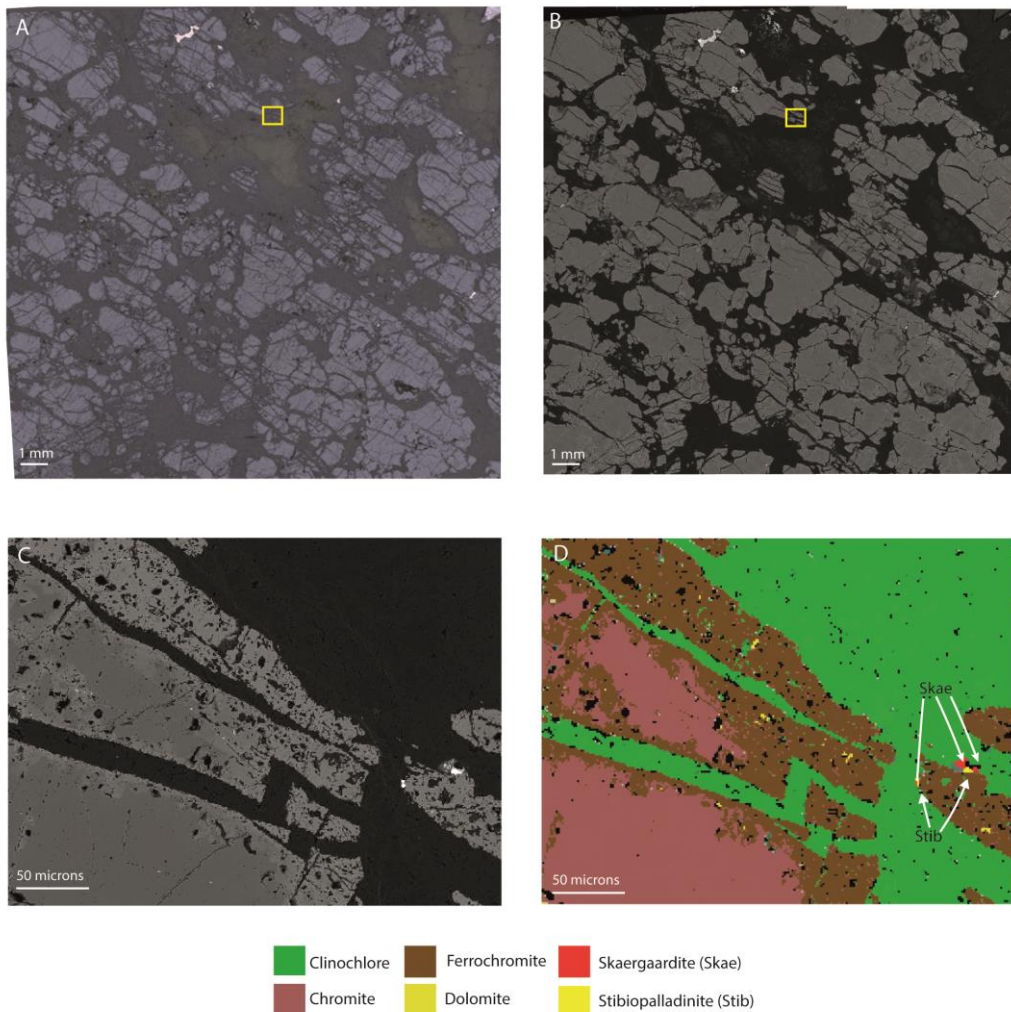 A
B
1 mm
1 mm
C
D
Skae
Stib
50 microns
50 microns
Clinochlore
Ferrochromite
Skaergaardite (Skae)
Chromite
Dolomite
Stibiopalladinite (Stib)